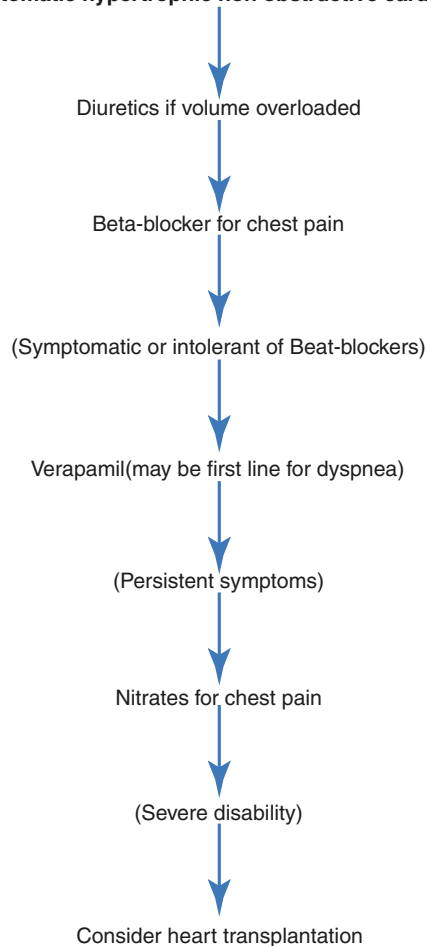 hypertrophic non-obstructive
Diuretics if volume overloaded
Beta-blocker for chest pain
(Symptomatic or intolerant of Beat-blockers)
Verapamil(may be first line for dyspnea)
(Persistent symptoms)
Nitrates for chest pain
(Severe disability)
Consider heart transplantation